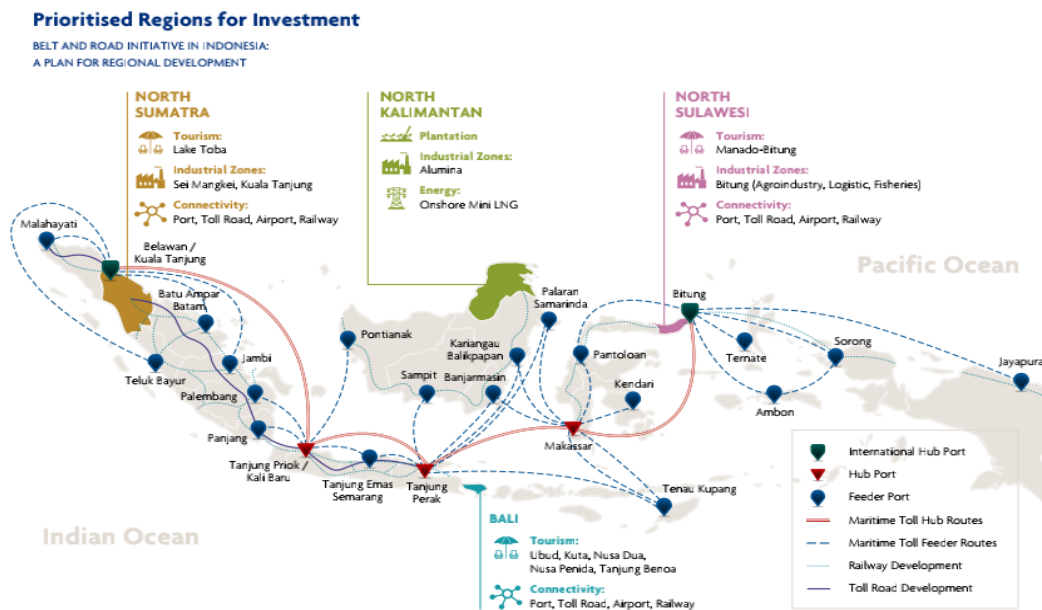 Prioritised Regions for Investment
BELT AND ROAD INITIATIVE IN INDONESIA:
A PLAN FOR REGIONAL DEVELOPMENT
NORTH
SUMATRA
Tourism:
Lake Toba
Industrial Zones:
Sei Mangkei, Kuala Tanjung
Connectivity:
Port, Toll Road, Airport, Railway
NORTH
KALIMANTAN
Plantation
Industrial Zones:
Alumina
Energy:
Onshore Mini LNG
NORTH
SULAWESI
Tourism:
Manado-Bitung
Industrial Zones:
Bitung (Agroindustry, Logistic, Fisheries)
Connectivity:
Port, Toll Road, Airport, Railway
Malahayati
Belawan /
Kuala Tanjung
Batu Ampar
Batam
Teluk Bayur
Jambi
Palembang
Panjang
Tanjung Priok /
Kali Baru
Tanjung Emas
Semarang
Tanjung
Perak
Pontianak
Sampit
Banjarmasin
Kariangau
Balikpapan
Palaran
Samarinda
Pantoloan
Kendari
Makassar
Tenau Kupang
Bitung
Ternate
Ambon
Sorong
Jayapura
Pacific Ocean
Indian Ocean
BALI
Tourism:
Ubud, Kuta, Nusa Dua,
Nusa Penida, Tanjung Benoa
Connectivity:
Port, Toll Road, Airport, Railway
International Hub Port
Hub Port
Feeder Port
Maritime Toll Hub Routes
Maritime Toll Feeder Routes
Railway Development
Toll Road Development